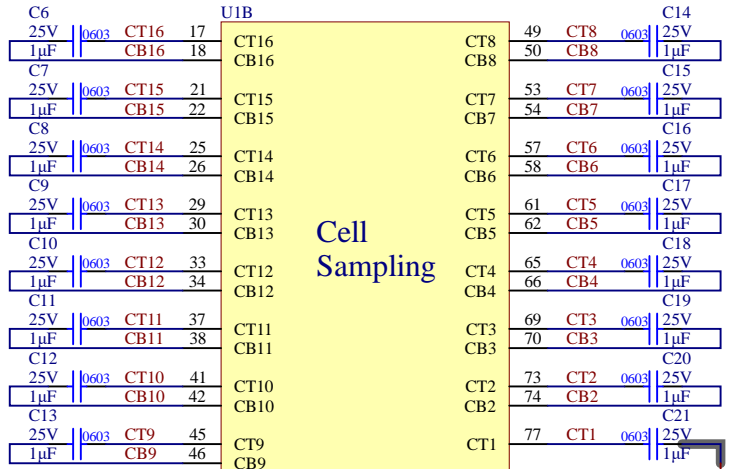 C6 U1B C14
25V 0603 CT16 17 CT16 CT8 49 CT8 0603 25V
1μF CB16 18 CB16 CB8 50 CB8 1μF
C7 C15
25V 0603 CT15 21 CT15 CT7 53 CT7 0603 25V
1μF CB15 22 CB15 CB7 54 CB7 1μF
C8 C16
25V 0603 CT14 25 CT14 CT6 57 CT6 0603 25V
1μF CB14 26 CB14 CB6 58 CB6 1μF
C9 C17
25V 0603 CT13 29 CT13 CT5 61 CT5 0603 25V
1μF CB13 30 CB13 Cell CB5 62 CB5 1μF
C10 C18
25V 0603 CT12 33 CT12 Sampling CT4 65 CT4 0603 25V
1μF CB12 34 CB12 CB4 66 CB4 1μF
C11 C19
25V 0603 CT11 37 CT11 CT3 69 CT3 0603 25V
1μF CB11 38 CB11 CB3 70 CB3 1μF
C12 C20
25V 0603 CT10 41 CT10 CT2 73 CT2 0603 25V
1μF CB10 42 CB10 CB2 74 CB2 1μF
C13 C21
25V 0603 CT9 45 CT9 CT1 77 CT1 0603 25V
1μF CB9 46 CB9 1μF